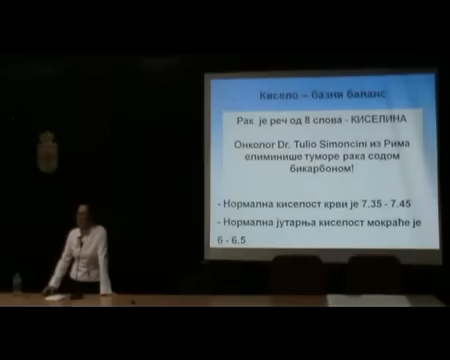 Кисело – базни баланс
Рак је реч од 8 слова - КИСЕЛИНА
Онколог Dr. Tulio Simoncini из Рима
елиминише туморе рака содом
бикарбоном!
- Нормална киселост крви је 7.35 - 7.45
- Нормална јутарња киселост мокраће је
6 - 6.5